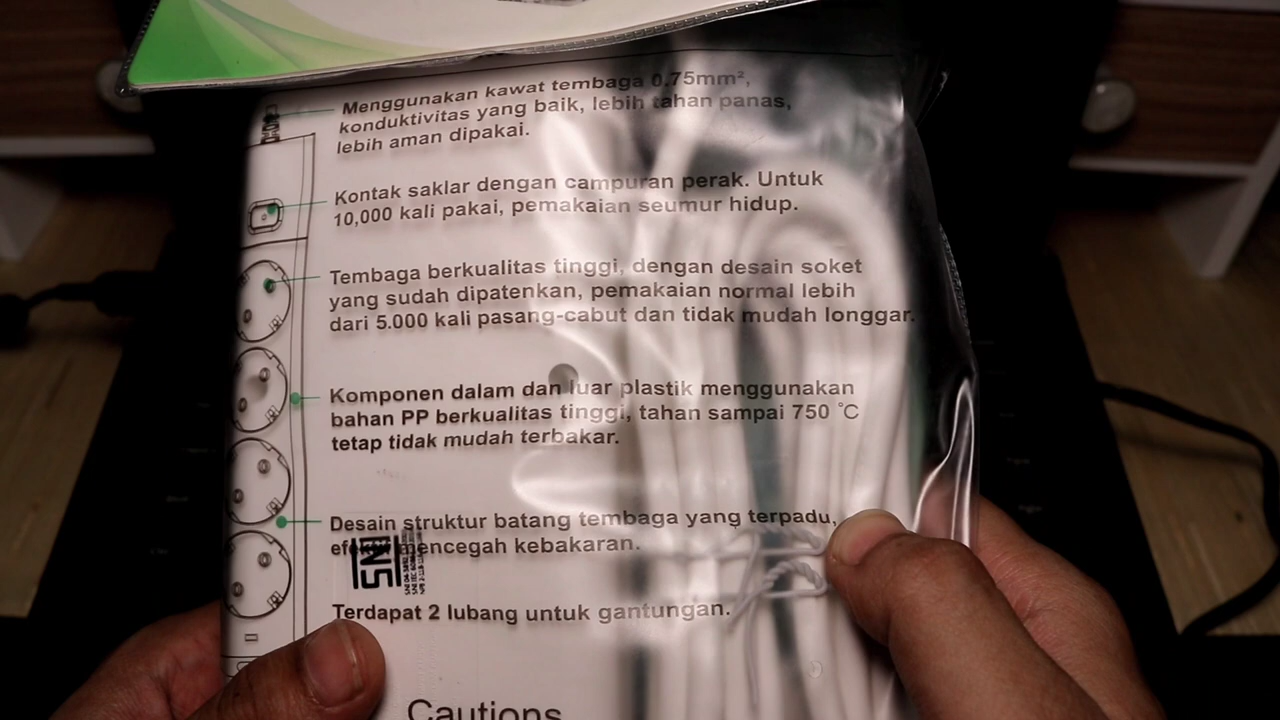 Menggunakan kawat tembaga 0.75mm²,
konduktivitas yang baik, lebih tahan panas,
lebih aman dipakai.
Kontak saklar dengan campuran perak. Untuk
10,000 kali pakai, pemakaian seumur hidup.
Tembaga berkualitas tinggi, dengan desain soket
yang sudah dipatenkan, pemakaian normal lebih
dari 5.000 kali pasang-cabut dan tidak mudah longgar.
Komponen dalam dan luar plastik menggunakan
bahan PP berkualitas tinggi, tahan sampai 750 °C
tetap tidak mudah terbakar.
Desain struktur batang tembaga yang terpadu,
mencegah kebakaran.
SNI
Terdapat 2 lubang untuk gantungan.
Cautions